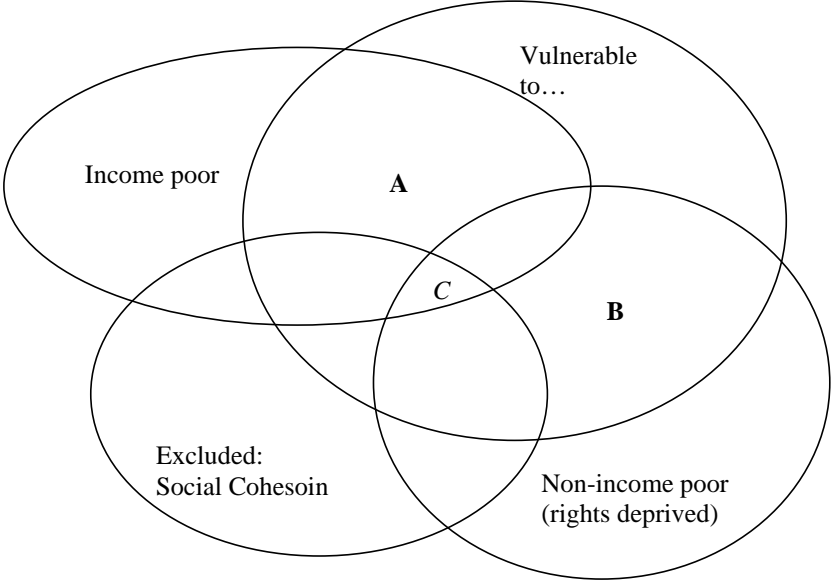 Vulnerable
to…
Income poor
A
C
B
Excluded:
Social Cohesoin
Non-income poor
(rights deprived)